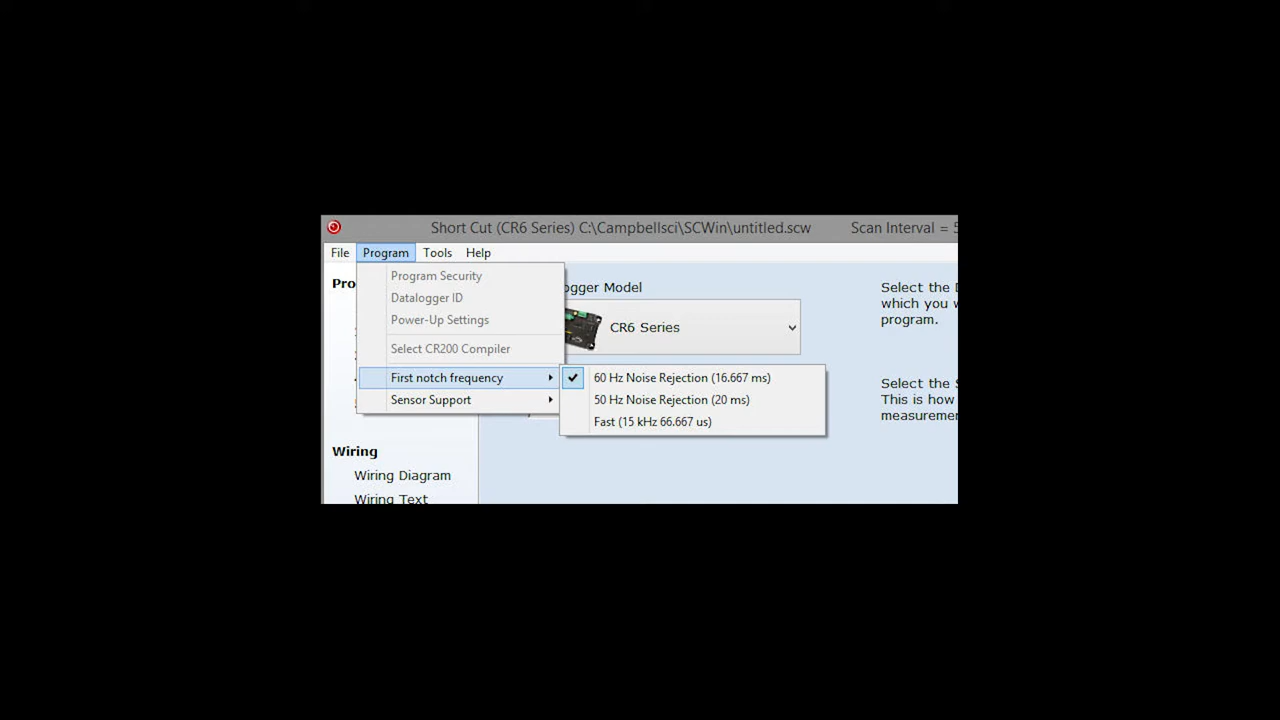 Short Cut (CR6 Series) C:\Campbellsci\SCWin\untitled.scw Scan Interval =
File Program Tools Help
Program Security
Datalogger ID
Power-Up Settings
Select CR200 Compiler
First notch frequency
Sensor Support
60 Hz Noise Rejection (16.667 ms)
50 Hz Noise Rejection (20 ms)
Fast (15 kHz 66.667 us)
Pro
Wiring
Wiring Diagram
Wiring Text
ogger Model
CR6 Series
Select the
which you
program.
Select the
This is how
measuremen